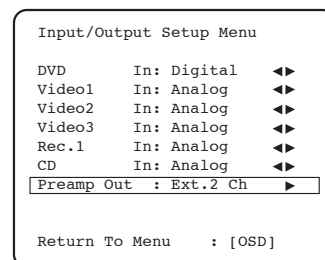 Input/Output Setup Menu
DVD In: Digital ◀▶
Video1 In: Analog ◀▶
Video2 In: Analog ◀▶
Video3 In: Analog ◀▶
Rec.1 In: Analog ◀▶
CD In: Analog ◀▶
Preamp Out : Ext.2 Ch ▶
Return To Menu : [OSD]